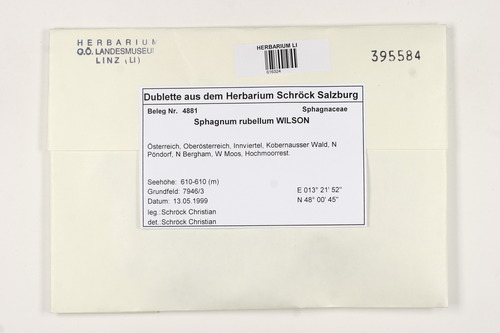 HERBARIUM
O.Ö. LANDESMUSEUM
LINZ (LI)
HERBARIUM LI
395584
Dublette aus dem Herbarium Schröck Salzburg
Beleg Nr. 4881 Sphagnaceae
Sphagnum rubellum WILSON
Österreich, Oberösterreich, Innviertel, Kobernausser Wald, N
Pöndorf, N Bergham, W Moos, Hochmoorrest.
Seehöhe: 610-610 (m)
Grundfeld: 7946/3 E 013° 21' 52"
Datum: 13.05.1999 N 48° 00' 45"
leg.:Schröck Christian
det.:Schröck Christian